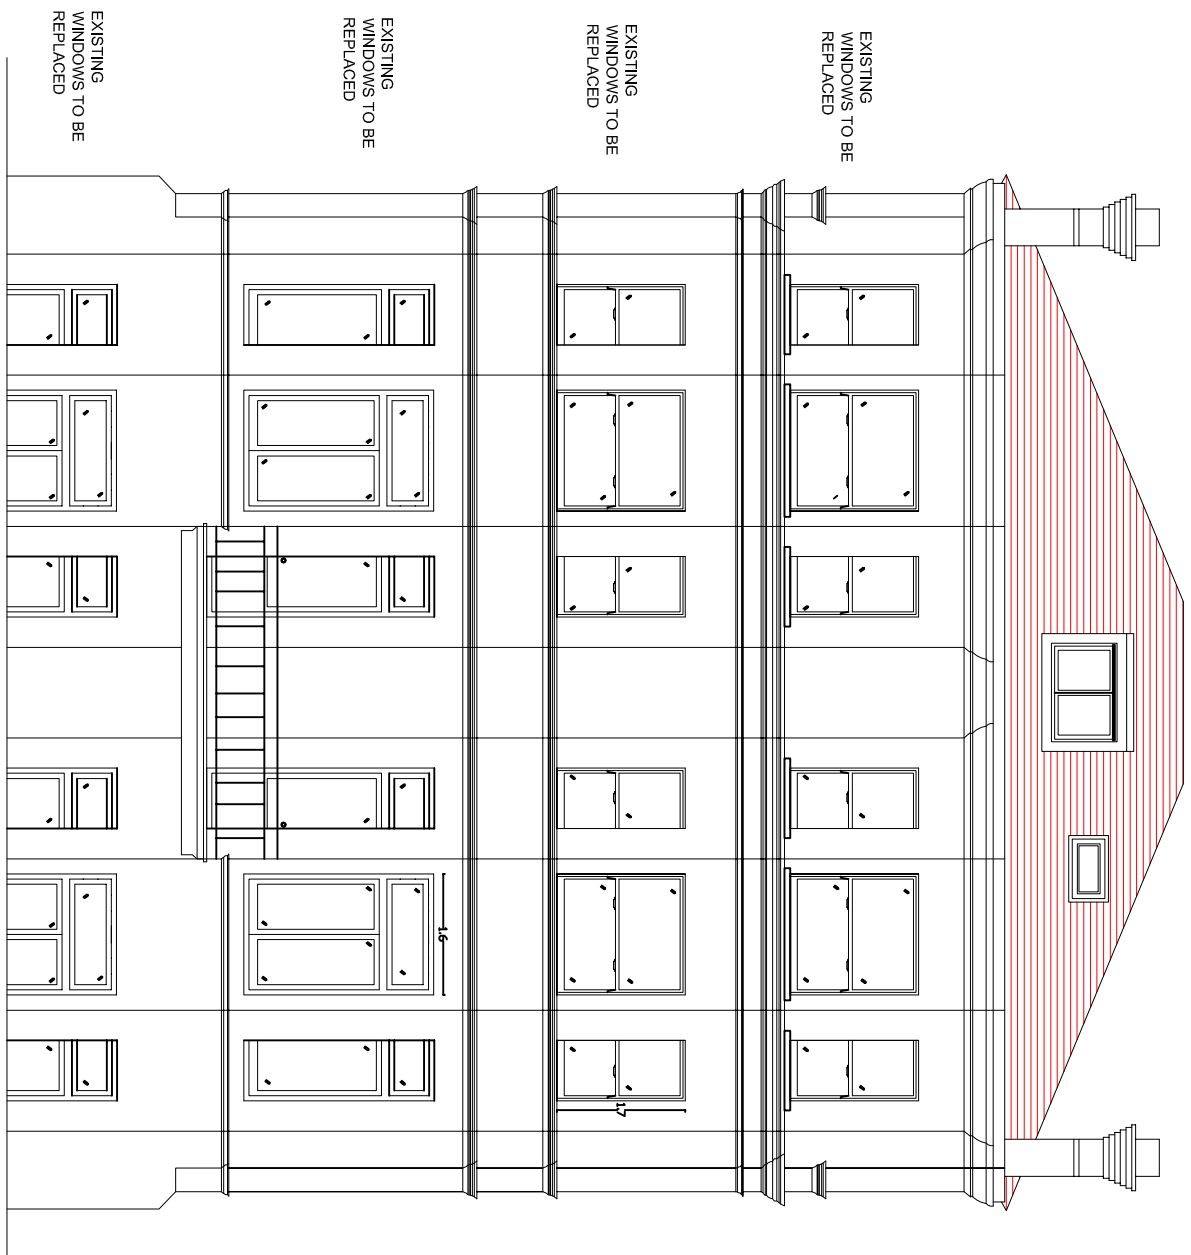 EXISTING
WINDOWS TO BE
REPLACED
EXISTING
WINDOWS TO BE
REPLACED
EXISTING
WINDOWS TO BE
REPLACED
EXISTING
WINDOWS TO BE
REPLACED
1.7
1.6